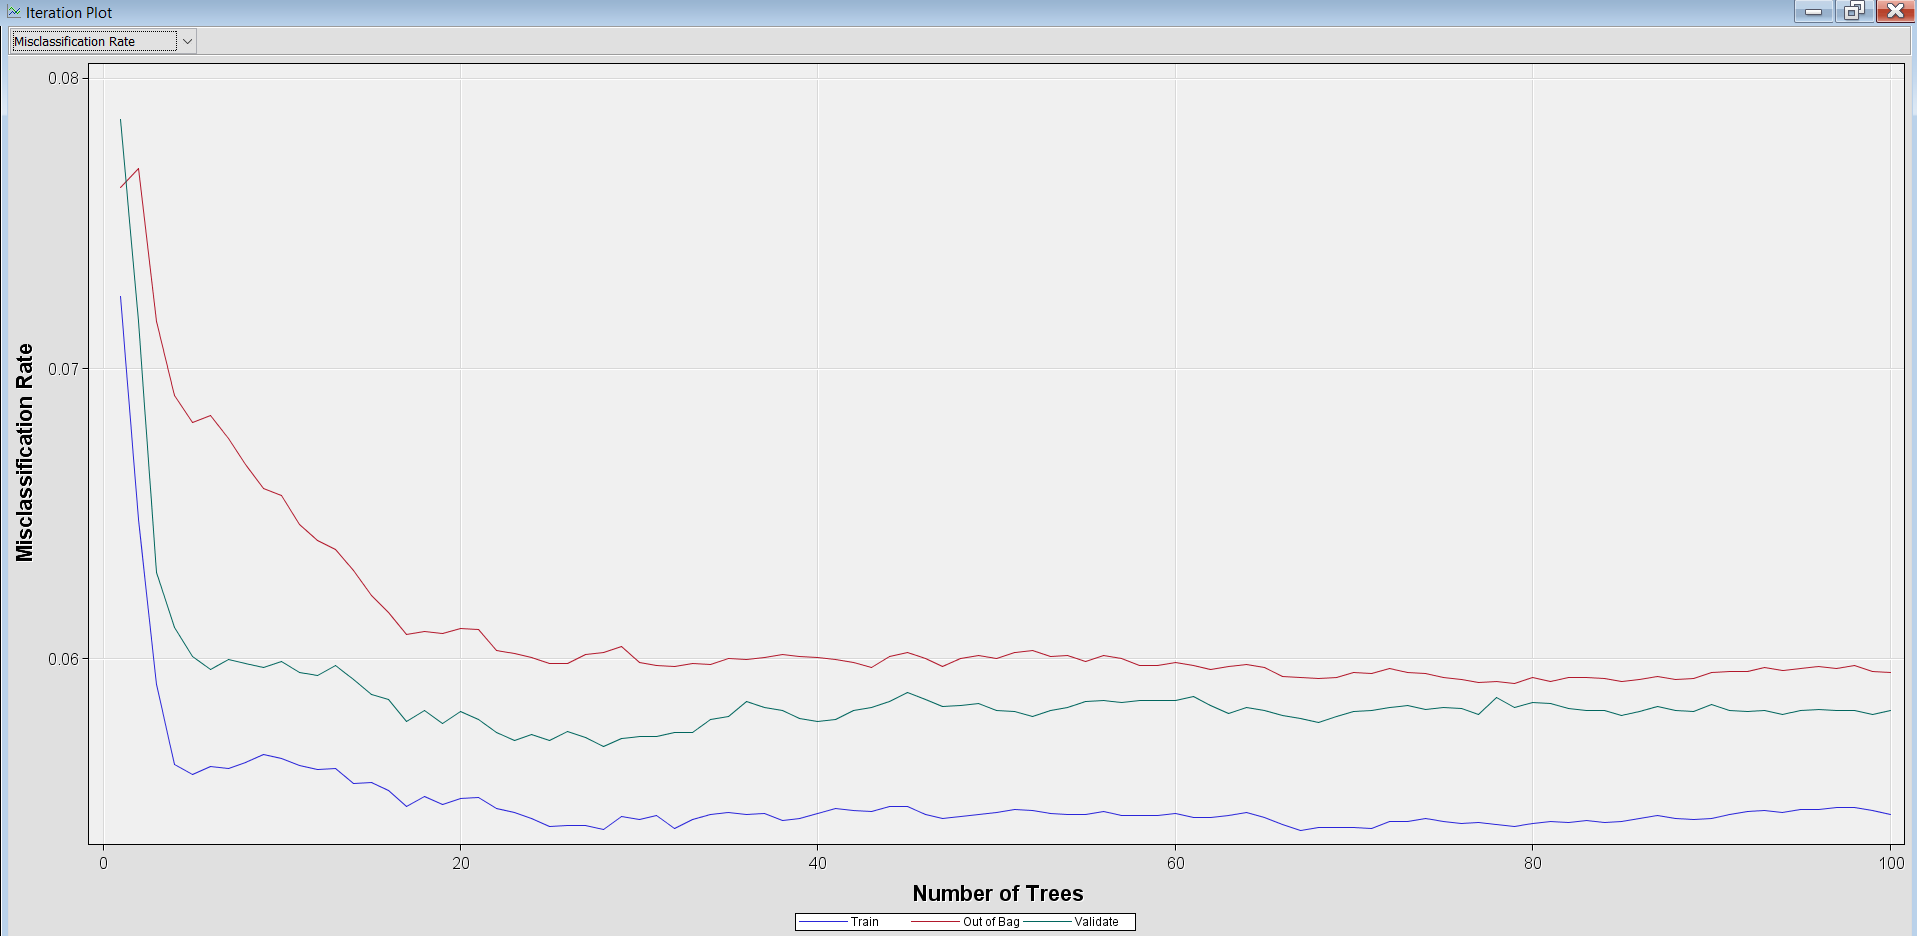 Iteration Plot
Misclassification Rate
0.08
0.07
0.06
Misclassification Rate
0 20 40 60 80 100
Number of Trees
Train Out of Bag Validate